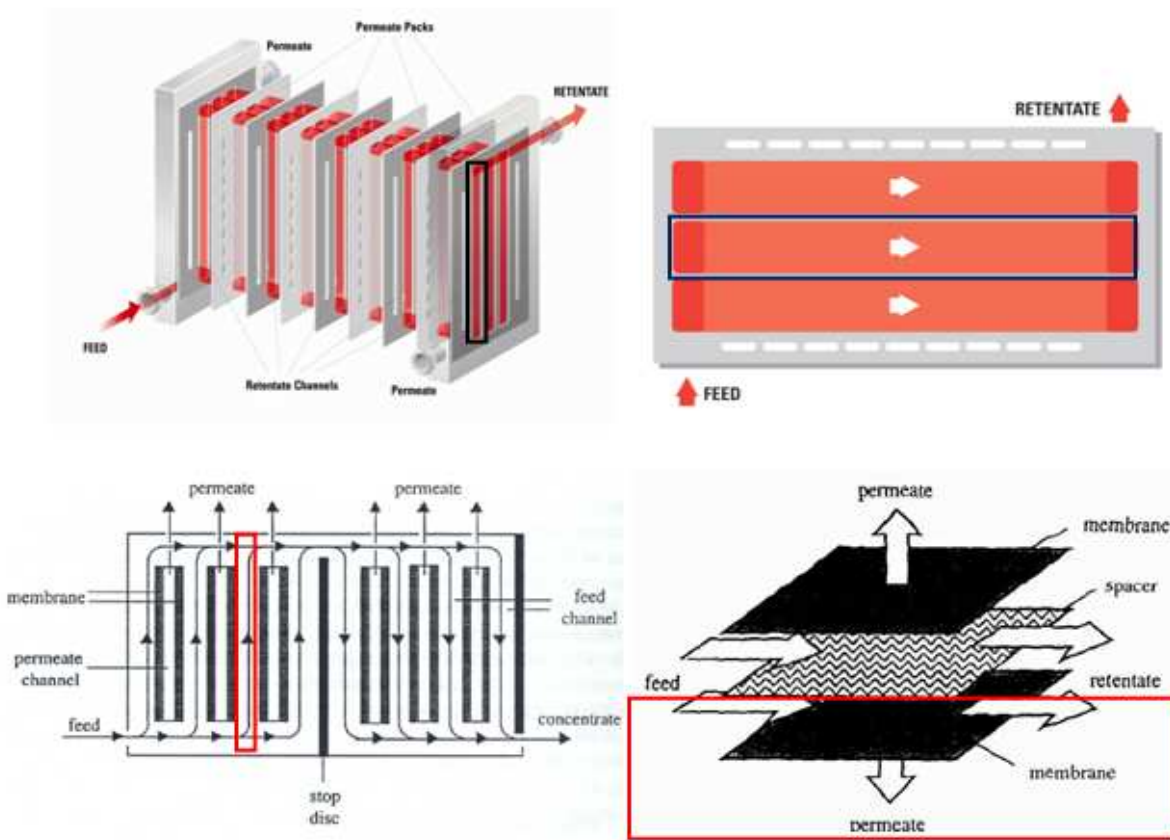 Permeate Packs
Permeate
RETENTATE
FEED
Retentate Channels
Permeate
RETENTATE
FEED
permeate
permeate
membrane
feed
channel
permeate
channel
feed
concentrate
stop
disc
permeate
membrane
spacer
feed
retentate
membrane
permeate